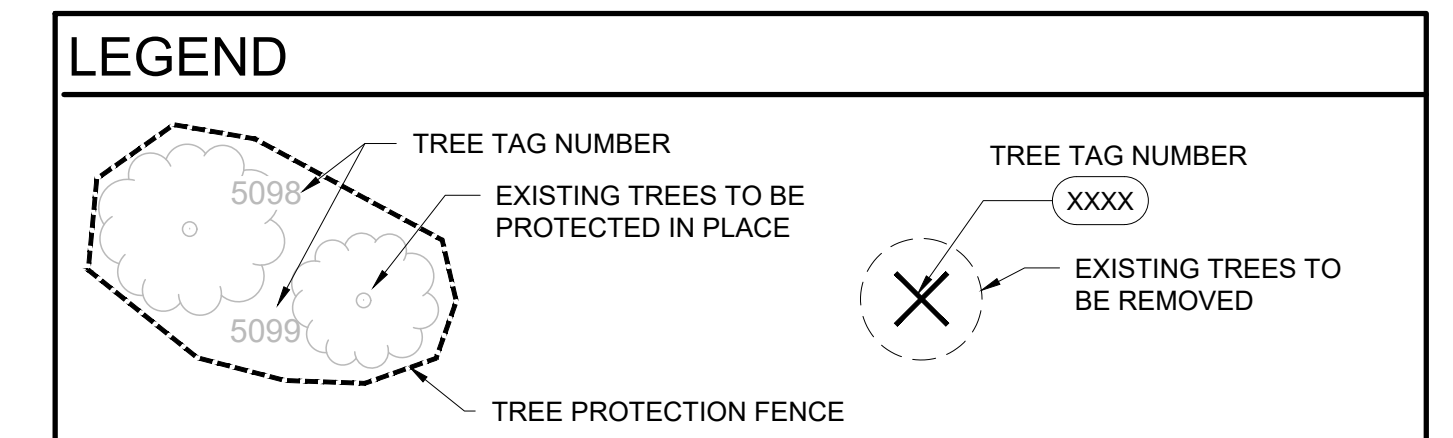 LEGEND
TREE TAG NUMBER
5098
EXISTING TREES TO BE
PROTECTED IN PLACE
5099
TREE PROTECTION FENCE
TREE TAG NUMBER
XXXX
EXISTING TREES TO
BE REMOVED